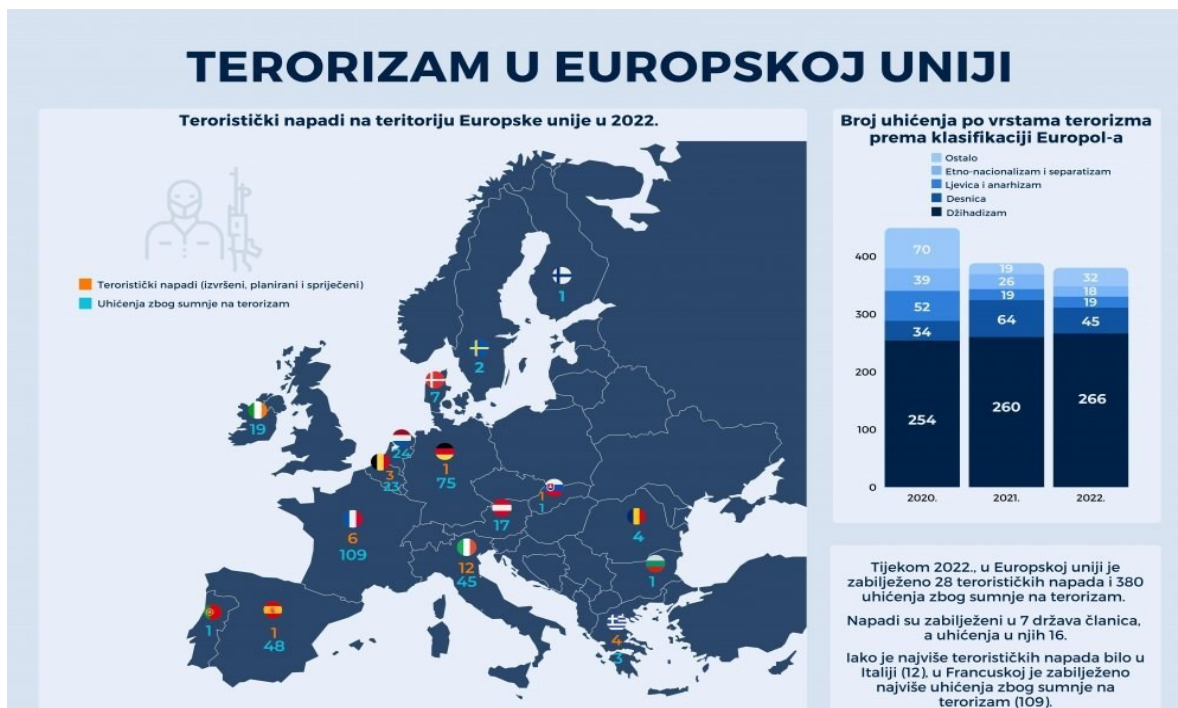 TERORIZAM U EUROPSKOJ UNIJI
Teroristički napadi na teritoriju Europske unije u 2022.
Teroristički napadi (izvršeni, planirani i spriječeni)
Uhićenja zbog sumnje na terorizam
1
2
7
19
24
3
23
1
75
1
1
17
6
109
4
12
45
1
1
1
48
4
3
Broj uhićenja po vrstama terorizma
prema klasifikaciji Europol-a
Ostalo
Etno-nacionalizam i separatizam
Ljevica i anarhizam
Desnica
Džihadizam
400
300
200
100
0
70
39
52
34
254
19
26
19
64
260
32
18
19
45
266
2020.
2021.
2022.
Tijekom 2022., u Europskoj uniji je
zabilježeno 28 terorističkih napada i 380
uhićenja zbog sumnje na terorizam.
Napadi su zabilježeni u 7 država članica,
a uhićenja u njih 16.
Iako je najviše terorističkih napada bilo u
Italiji (12), u Francuskoj je zabilježeno
najviše uhićenja zbog sumnje na
terorizam (109).